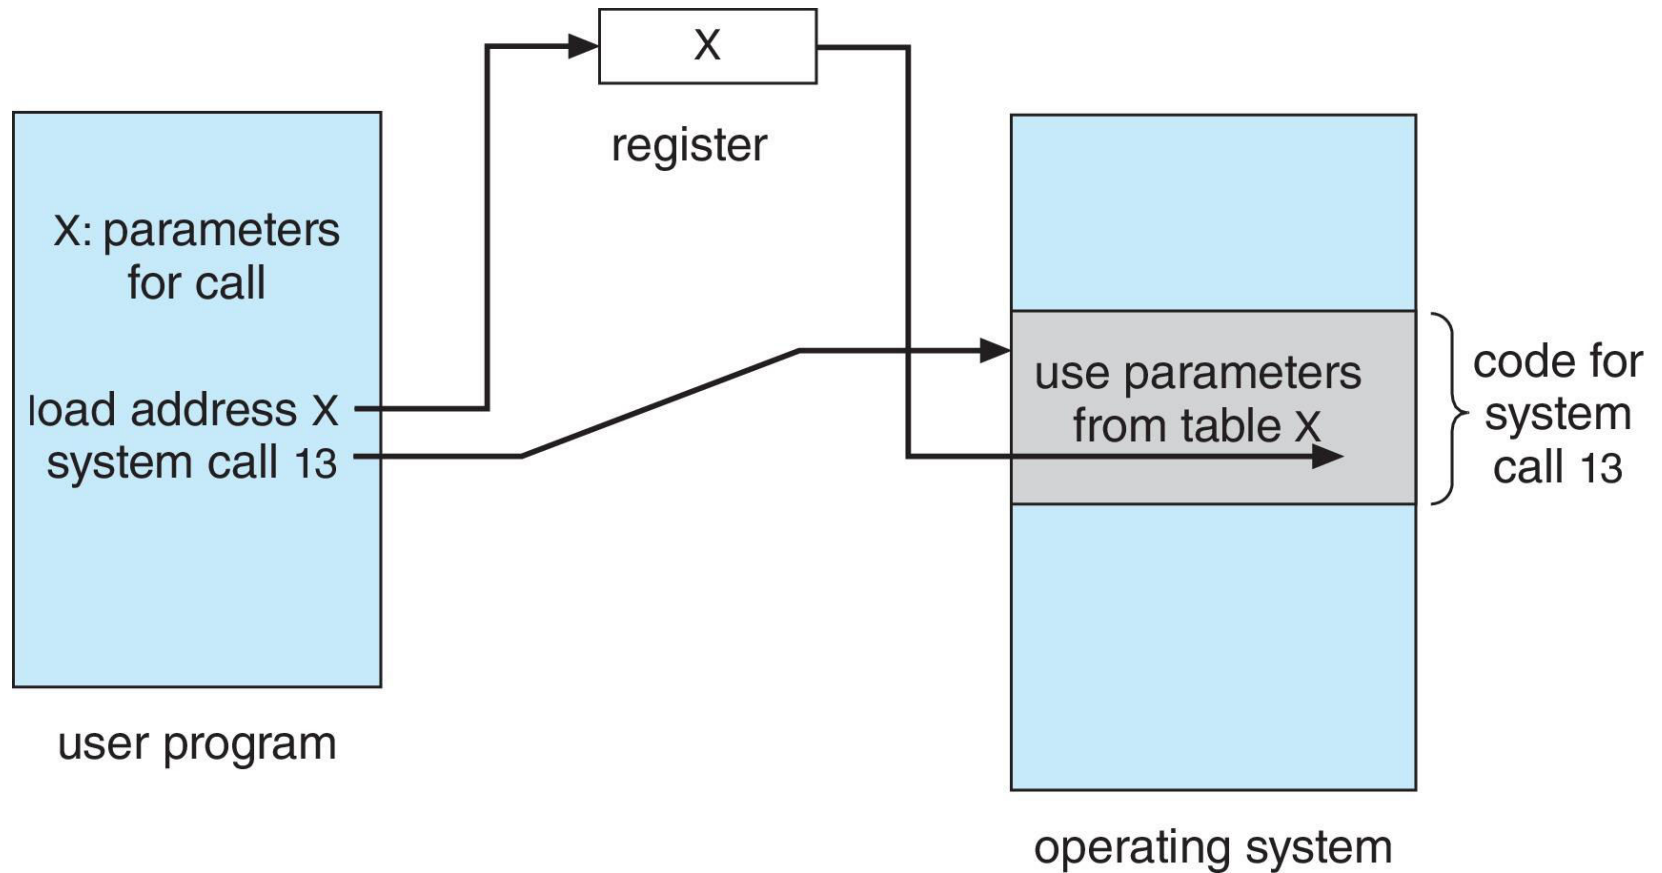 X
register
X: parameters
for call
load address X
system call 13
user program
use parameters
from table X
code for
system
call 13
operating system